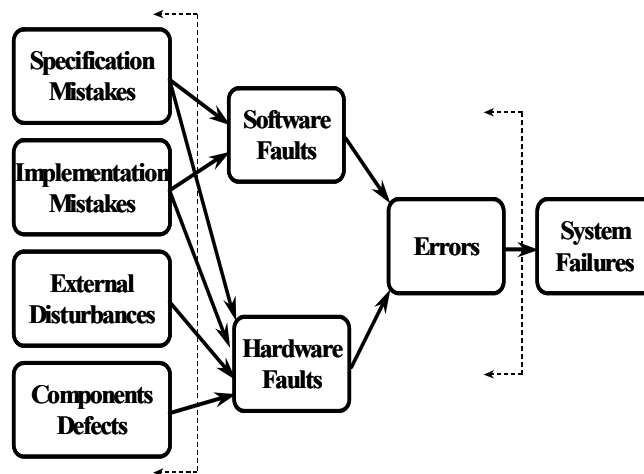 Specification
Mistakes
Implementation
Mistakes
External
Disturbances
Components
Defects
Software
Faults
Hardware
Faults
Errors
System
Failures